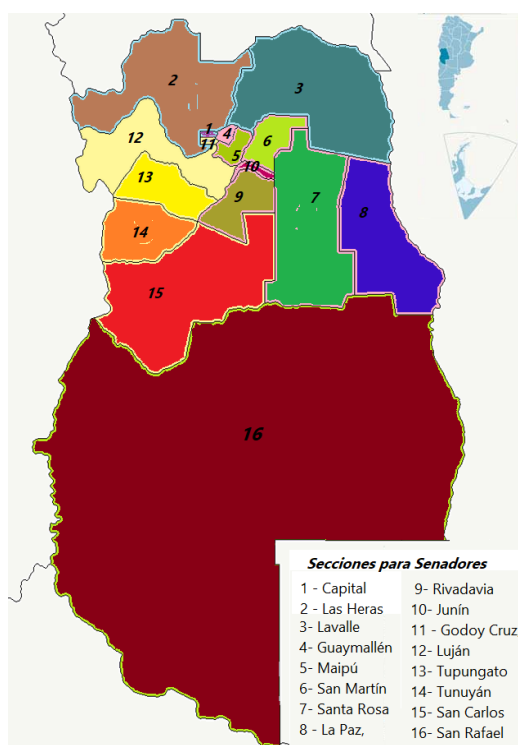 2
3
1
4
11
12
5
6
10
13
9
7
8
14
15
16
Secciones para Senadores
1 - Capital
2 - Las Heras
3- Lavalle
4- Guaymallén
5- Maipú
6- San Martín
7- Santa Rosa
8 - La Paz,
9- Rivadavia
10- Junín
11 - Godoy Cruz
12- Luján
13- Tupungato
14- Tunuyán
15- San Carlos
16- San Rafael